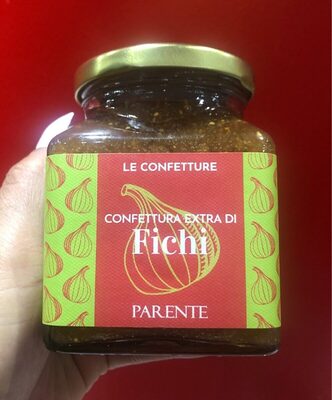 LE CONFETTURE
CONFETTURA EXTRA DI
Fichi
PARENTE